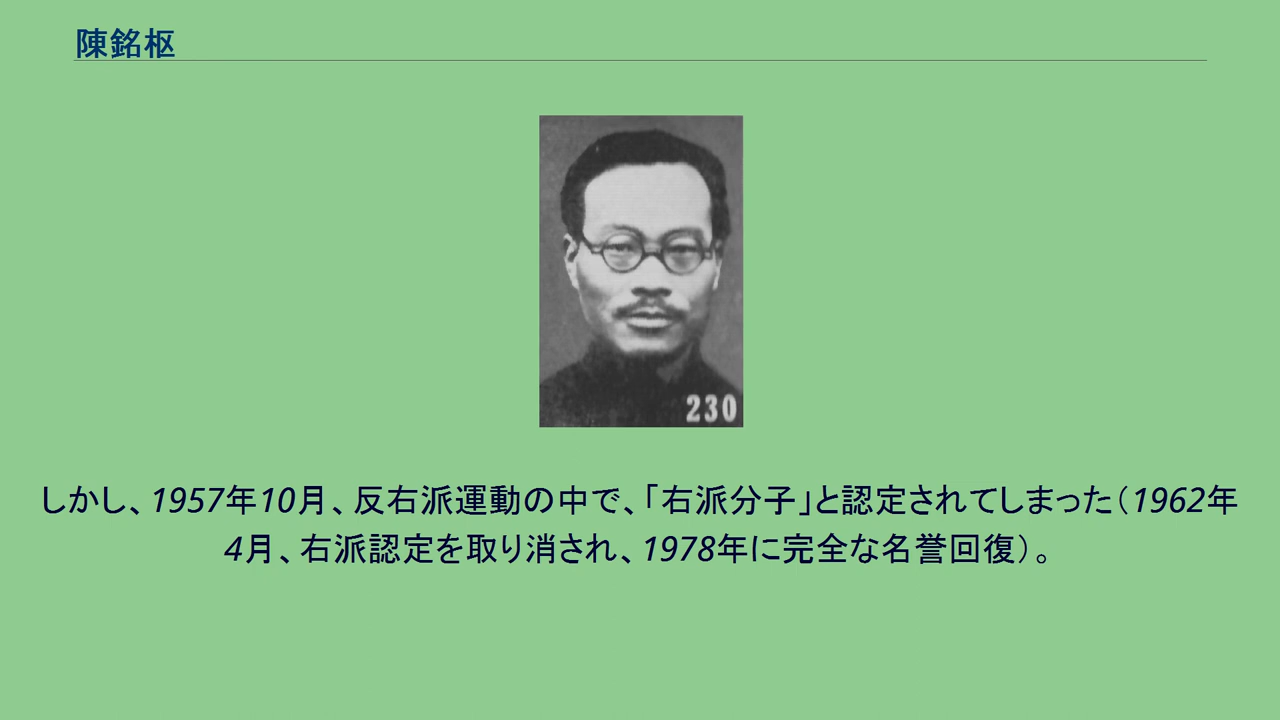 陳銘枢
230
しかし、1957年10月、反右派運動の中で、「右派分子」と認定されてしまった（1962年
4月、右派認定を取り消され、1978年に完全な名誉回復）。